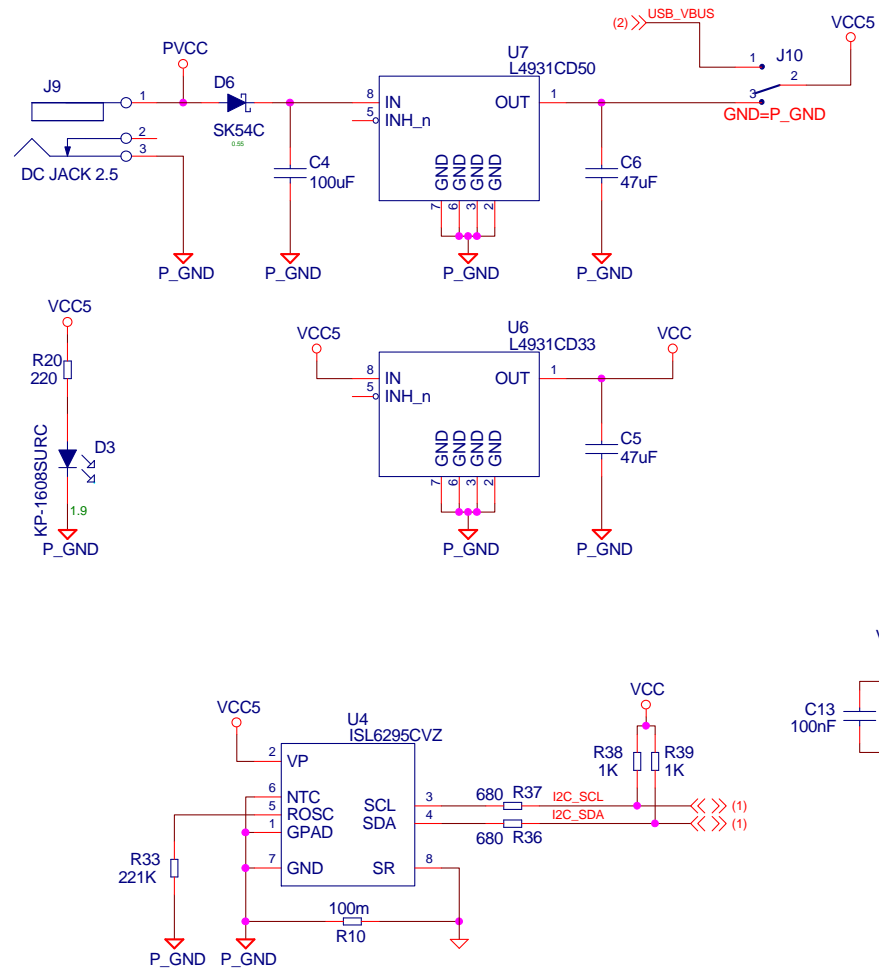 USB_VBUS
(2)
VCC5
PVCC
U7
L4931CD50
J10
J9
D6
1
2
3
1
8
IN
OUT
1
5
INH_n
SK54C
0.55
GND=P_GND
2
3
DC JACK 2.5
C4
100uF
GND
GND
GND
GND
C6
47uF
7
6
3
2
P_GND
P_GND
P_GND
P_GND
VCC5
U6
L4931CD33
VCC5
VCC
R20
220
8
IN
OUT
1
5
INH_n
KP-1608SURC
D3
1.9
GND
GND
GND
GND
C5
47uF
7
6
3
2
P_GND
P_GND
P_GND
VCC
VCC5
U4
ISL6295CVZ
C13
100nF
2
VP
R38
1K
R39
1K
6
NTC
5
ROSC
1
GPAD
SCL
3
680
R37
I2C_SCL
(1)
SDA
4
680
R36
I2C_SDA
(1)
R33
221K
7
GND
SR
8
100m
R10
P_GND
P_GND